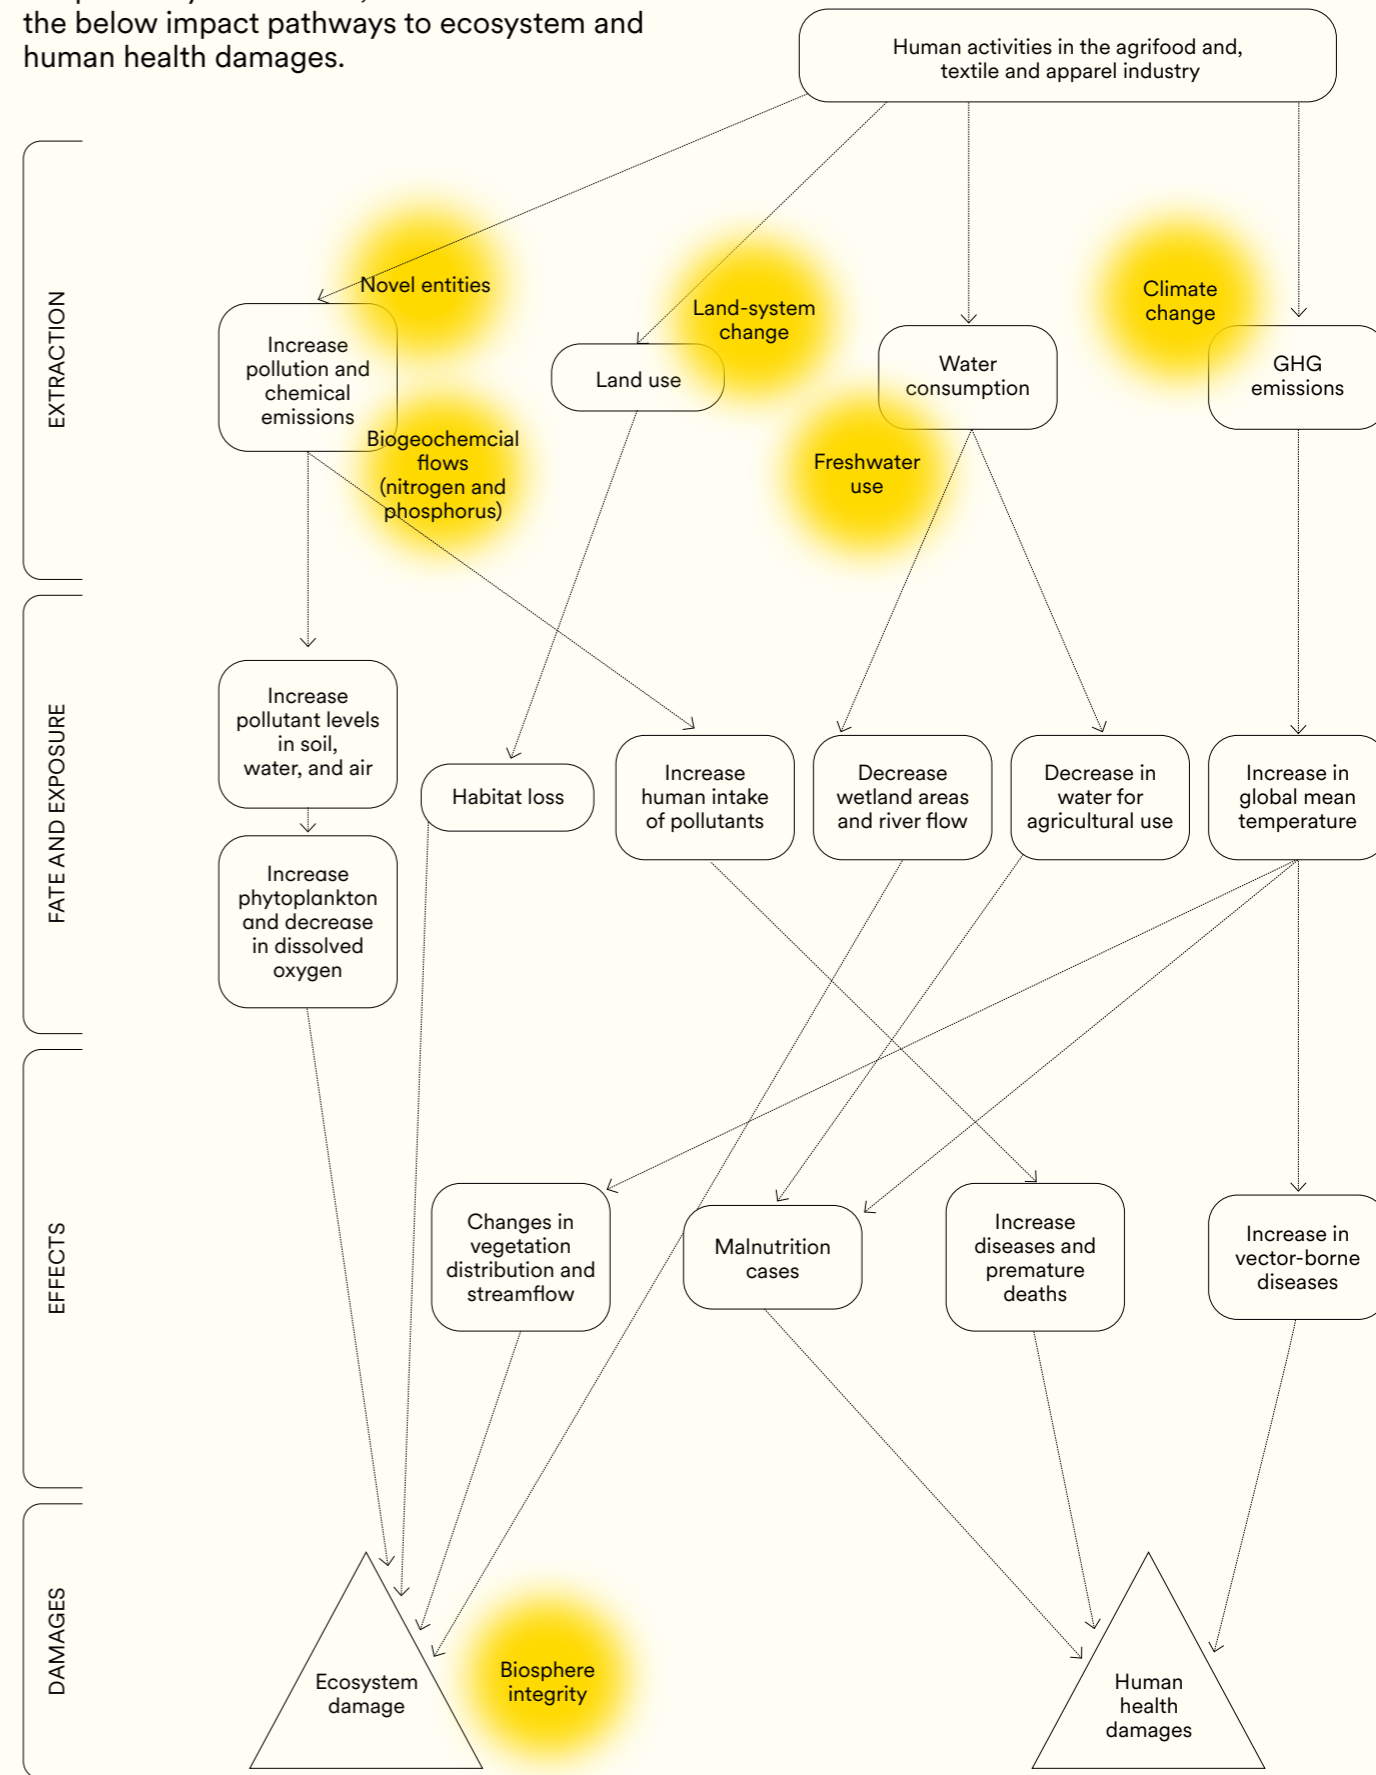 the below impact pathways to ecosystem and
human health damages.
Human activities in the agrifood and,
textile and apparel industry
EXTRACTION
Novel entities
Land-system
change
Climate
change
Increase
pollution and
chemical
emissions
Land use
Water
consumption
GHG
emissions
Biogeochemcial
flows
(nitrogen and
phosphorus)
Freshwater
use
FATE AND EXPOSURE
Increase
pollutant levels
in soil,
water, and air
Habitat loss
Increase
human intake
of pollutants
Decrease
wetland areas
and river flow
Decrease in
water for
agricultural use
Increase in
global mean
temperature
Increase
phytoplankton
and decrease
in dissolved
oxygen
EFFECTS
Changes in
vegetation
distribution and
streamflow
Malnutrition
cases
Increase
diseases and
premature
deaths
Increase in
vector-borne
diseases
DAMAGES
Ecosystem
damage
Biosphere
integrity
Human
health
damages